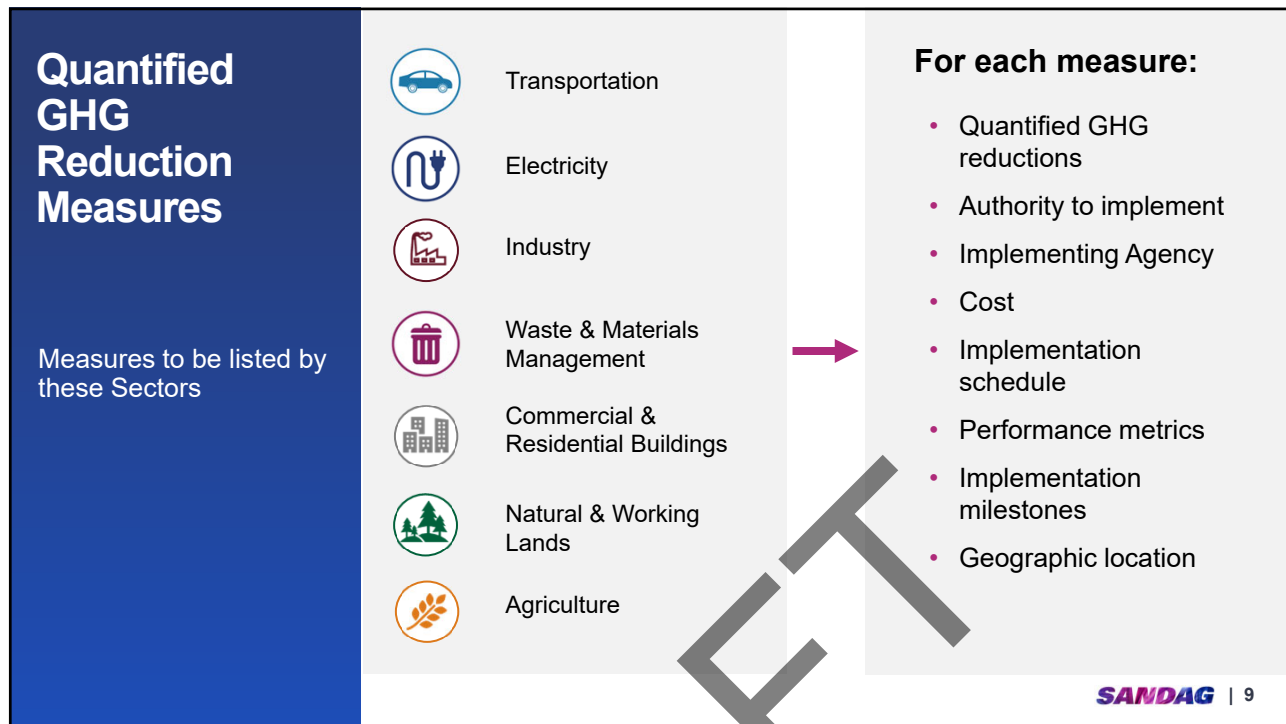 Quantified
GHG
Reduction
Measures
Measures to be listed by
these Sectors
Transportation
Electricity
Industry
Waste & Materials
Management
Commercial &
Residential Buildings
Natural & Working
Lands
Agriculture
For each measure:
• Quantified GHG
reductions
• Authority to implement
• Implementing Agency
• Cost
• Implementation
schedule
• Performance metrics
• Implementation
milestones
• Geographic location
ET
SANDAG | 9